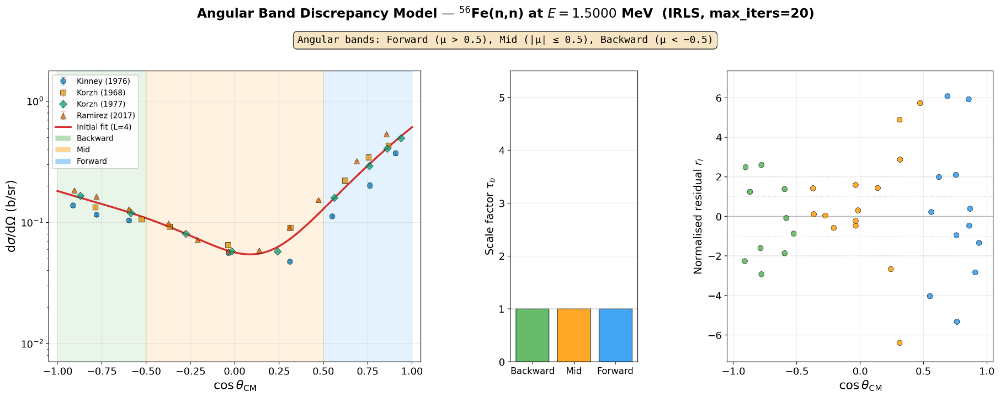 Angular Band Discrepancy Model — ⁵⁶Fe(n,n) at E = 1.5000 MeV (IRLS, max_iters=20)
Angular bands: Forward (μ > 0.5), Mid (|μ| ≤ 0.5), Backward (μ < −0.5)
Kinney (1976)
Korzh (1968)
Korzh (1977)
Ramirez (2017)
Initial fit (L=4)
Backward
Mid
Forward
10⁰
10⁻¹
10⁻²
dσ/dΩ (b/sr)
−1.00 −0.75 −0.50 −0.25 0.00 0.25 0.50 0.75 1.00
cos θCM
5
4
3
2
1
0
Scale factor τb
Backward Mid Forward
6
4
2
0
−2
−4
−6
Normalised residual ri
−1.0 −0.5 0.0 0.5 1.0
cos θCM